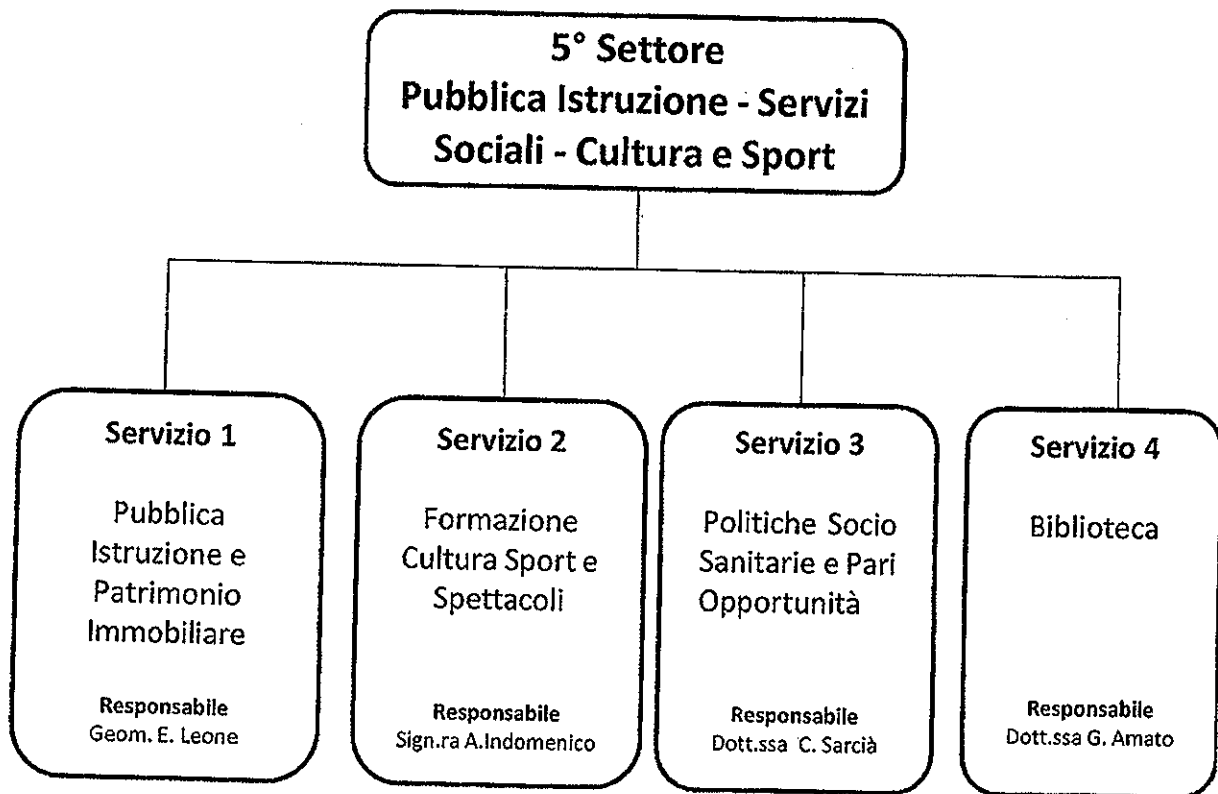 5° Settore
Pubblica Istruzione - Servizi
Sociali - Cultura e Sport
Servizio 1
Pubblica
Istruzione e
Patrimonio
Immobiliare
Responsabile
Geom. E. Leone
Servizio 2
Formazione
Cultura Sport e
Spettacoli
Responsabile
Sign.ra A.Indomenico
Servizio 3
Politiche Socio
Sanitarie e Pari
Opportunità
Responsabile
Dott.ssa C. Sarcià
Servizio 4
Biblioteca
Responsabile
Dott.ssa G. Amato